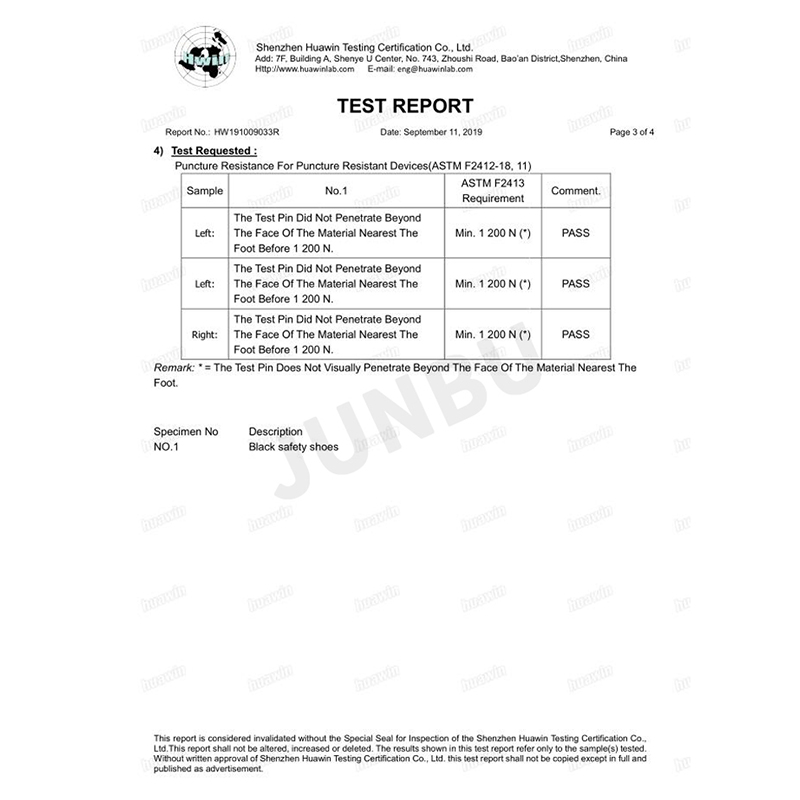 Hwin
Shenzhen Huawin Testing Certification Co., Ltd.
Add: 7F, Building A, Shenye U Center, No. 743, Zhoushi Road, Bao'an District,Shenzhen, China
Http://www.huawinlab.com E-mail: eng@huawinlab.com
TEST REPORT
Report No.: HW191009033R Date: September 11, 2019 Page 3 of 4
4) Test Requested :
Puncture Resistance For Puncture Resistant Devices(ASTM F2412-18, 11)
Sample No.1 ASTM F2413 Requirement Comment.
Left: The Test Pin Did Not Penetrate Beyond
The Face Of The Material Nearest The Min. 1 200 N (*) PASS
Foot Before 1 200 N.
Left: The Test Pin Did Not Penetrate Beyond
The Face Of The Material Nearest The Min. 1 200 N (*) PASS
Foot Before 1 200 N.
Right: The Test Pin Did Not Penetrate Beyond
The Face Of The Material Nearest The Min. 1 200 N (*) PASS
Foot Before 1 200 N.
Remark: * = The Test Pin Does Not Visually Penetrate Beyond The Face Of The Material Nearest The
Foot.
JUNBU
Specimen No Description
NO.1 Black safety shoes
huawin
This report is considered invalidated without the Special Seal for Inspection of the Shenzhen Huawin Testing Certification Co.,
Ltd.This report shall not be altered, increased or deleted. The results shown in this test report refer only to the sample(s) tested.
Without written approval of Shenzhen Huawin Testing Certification Co., Ltd. this test report shall not be copied except in full and
published as advertisement.